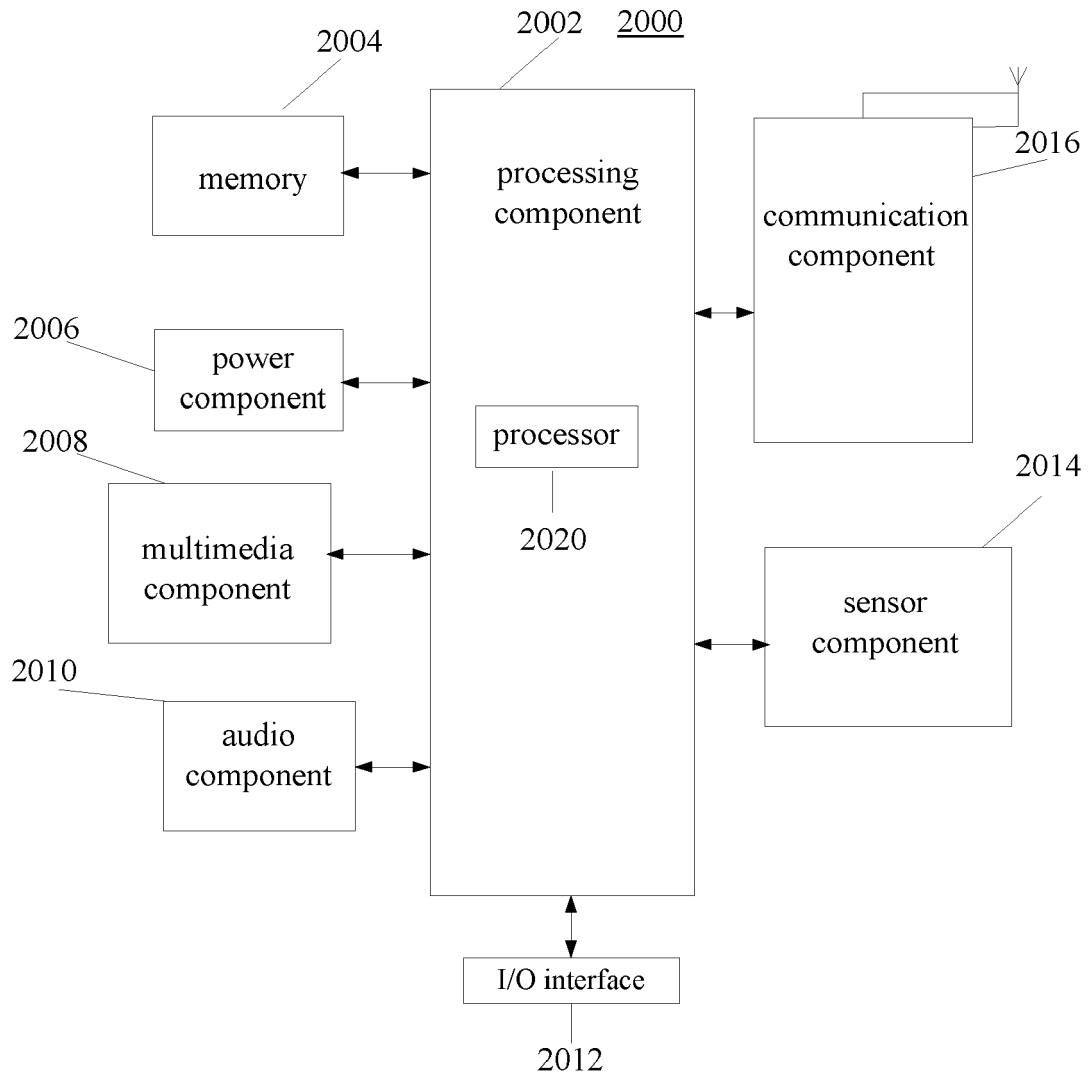 2002
2000
2004
memory
processing
component
2016
communication
component
2006
power
component
processor
2020
2008
multimedia
component
2014
sensor
component
2010
audio
component
I/O interface
2012